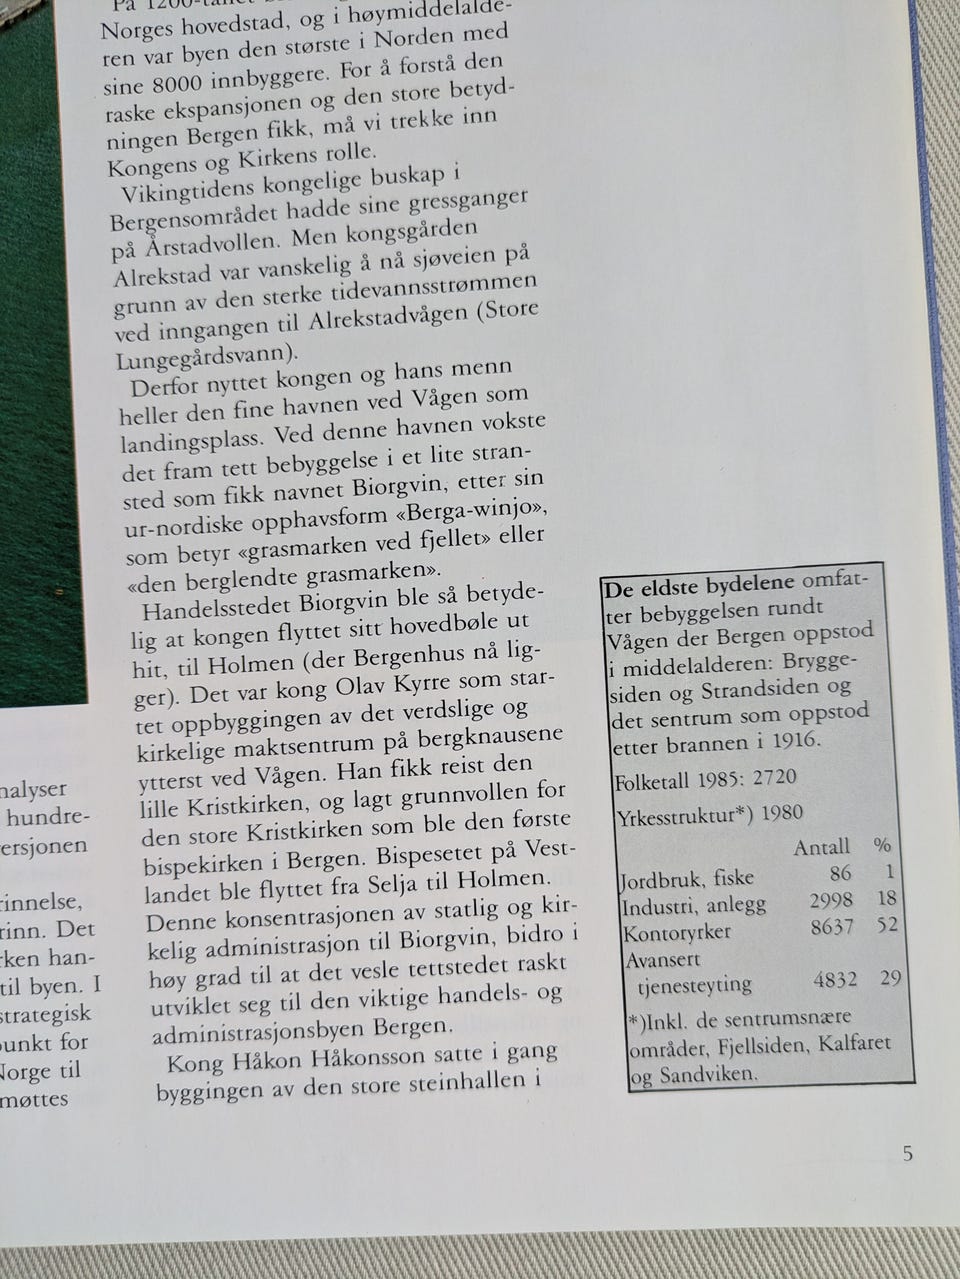 nalyser
hundre-
ersjonen
rinnelse,
rinn. Det
rken han-
til byen. I
strategisk
punkt for
Norge til
møttes
På 1200-tallet
Norges hovedstad, og i høymiddelalde-
ren var byen den største i Norden med
sine 8000 innbyggere. For å forstå den
raske ekspansjonen og den store betyd-
ningen Bergen fikk, må vi trekke inn
Kongens og Kirkens rolle.
Vikingtidens kongelige buskap i
Bergensområdet hadde sine gressganger
på Årstadvollen. Men kongsgården
Alrekstad var vanskelig å nå sjøveien på
grunn av den sterke tidevannsstrømmen
ved inngangen til Alrekstadvågen (Store
Lungegårdsvann).
Derfor nyttet kongen og hans menn
heller den fine havnen ved Vågen som
landingsplass. Ved denne havnen vokste
det fram tett bebyggelse i et lite stran-
sted som fikk navnet Biorgvin, etter sin
ur-nordiske opphavsform «Berga-winjo»,
som betyr «grasmarken ved fjellet» eller
«den berglendte grasmarken».
Handelsstedet Biorgvin ble så betyde-
lig at kongen flyttet sitt hovedbøle ut
hit, til Holmen (der Bergenhus nå lig-
ger). Det var kong Olav Kyrre som star-
tet oppbyggingen av det verdslige og
kirkelige maktsentrum på bergknausene
ytterst ved Vågen. Han fikk reist den
lille Kristkirken, og lagt grunnvollen for
den store Kristkirken som ble den første
bispekirken i Bergen. Bispesetet på Vest-
landet ble flyttet fra Selja til Holmen.
Denne konsentrasjonen av statlig og kir-
kelig administrasjon til Biorgvin, bidro i
høy grad til at det vesle tettstedet raskt
utviklet seg til den viktige handels- og
administrasjonsbyen Bergen.
Kong Håkon Håkonsson satte i gang
byggingen av den store steinhallen i
De eldste bydelene omfat-
ter bebyggelsen rundt
Vågen der Bergen oppstod
i middelalderen: Brygge-
siden og Strandsiden og
det sentrum som oppstod
etter brannen i 1916.
Folketall 1985: 2720
Yrkesstruktur*) 1980
Antall %
Jordbruk, fiske 86 1
Industri, anlegg 2998 18
Kontoryrker 8637 52
Avansert
tjenesteyting 4832 29
*)Inkl. de sentrumsnære
områder, Fjellsiden, Kalfaret
og Sandviken.
5